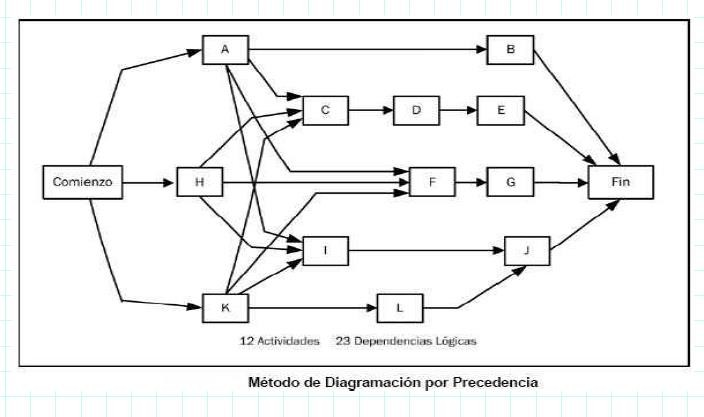 A
B
C
D
E
Comienzo
H
F
G
Fin
I
J
K
L
12 Actividades 23 Dependencias Lógicas
Método de Diagramación por Precedencia